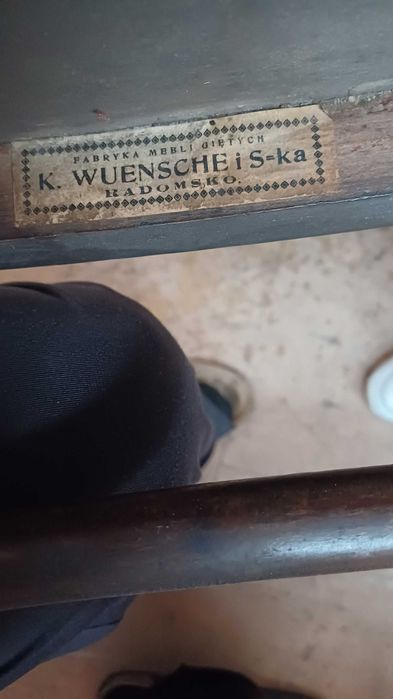 FABRYKA MEBLI GIĘTYCH
K. WUENSCHE i S=ka
RADOMSKO.